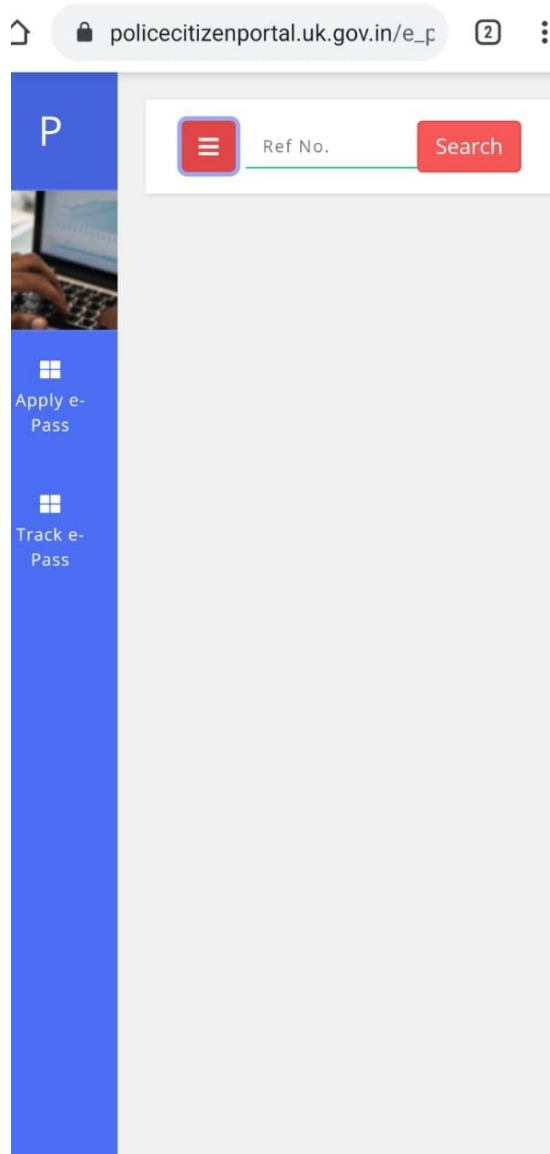 policecitizenportal.uk.gov.in/e_p
2
P
Ref No.
Search
Apply e-
Pass
Track e-
Pass